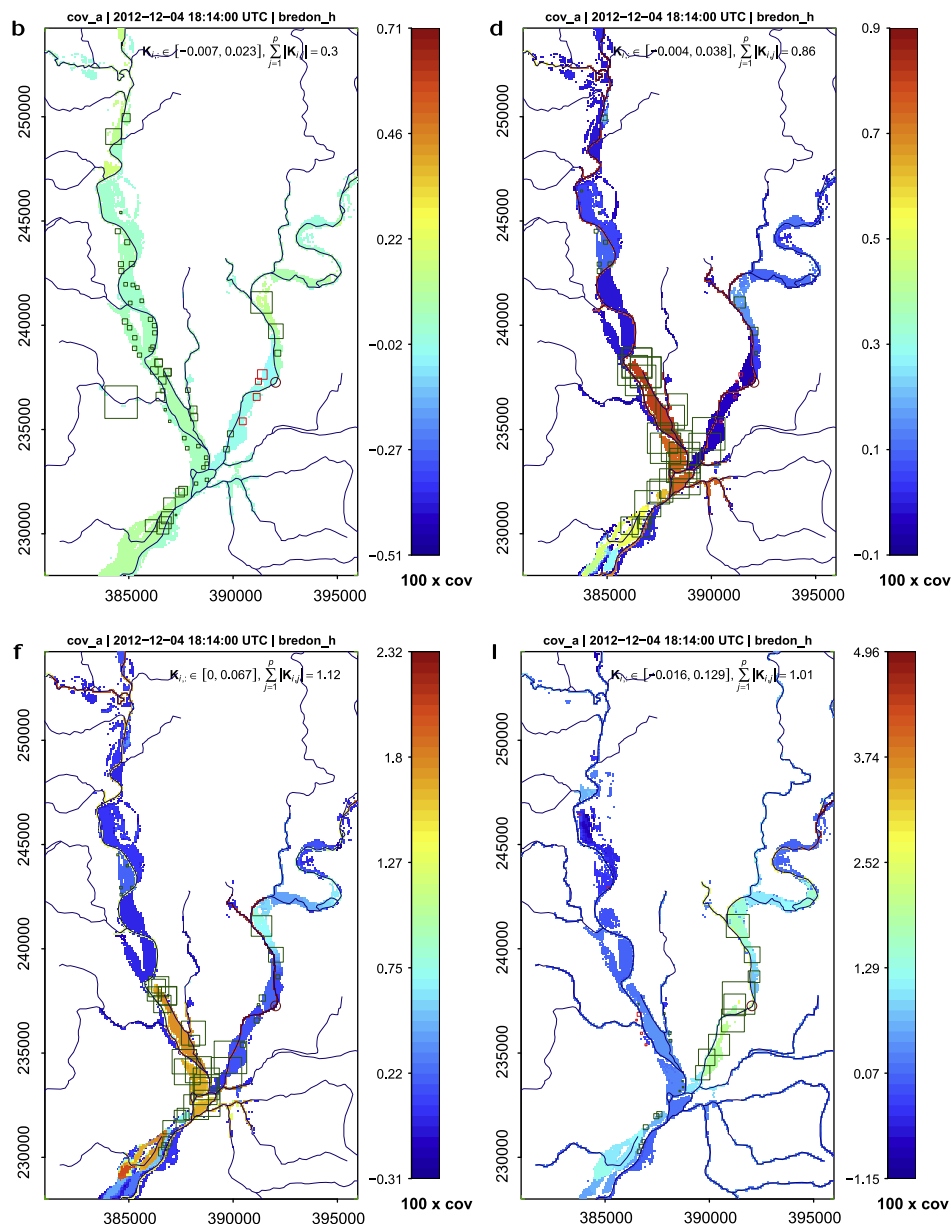 b
cov_a | 2012−12−04 18:14:00 UTC | bredon_h
K_{i,:} ∈ [−0.007, 0.023], ∑_{j=1}^{p} |K_{i,j}| = 0.3
250000
245000
240000
235000
230000
385000 390000 395000
0.71
0.46
0.22
−0.02
−0.27
−0.51
100 x cov
d
cov_a | 2012−12−04 18:14:00 UTC | bredon_h
K_{i,:} ∈ [−0.004, 0.038], ∑_{j=1}^{p} |K_{i,j}| = 0.86
250000
245000
240000
235000
230000
385000 390000 395000
0.9
0.7
0.5
0.3
0.1
−0.1
100 x cov
f
cov_a | 2012−12−04 18:14:00 UTC | bredon_h
K_{i,:} ∈ [0, 0.067], ∑_{j=1}^{p} |K_{i,j}| = 1.12
250000
245000
240000
235000
230000
385000 390000 395000
2.32
1.8
1.27
0.75
0.22
−0.31
100 x cov
l
cov_a | 2012−12−04 18:14:00 UTC | bredon_h
K_{i,:} ∈ [−0.016, 0.129], ∑_{j=1}^{p} |K_{i,j}| = 1.01
250000
245000
240000
235000
230000
385000 390000 395000
4.96
3.74
2.52
1.29
0.07
−1.15
100 x cov